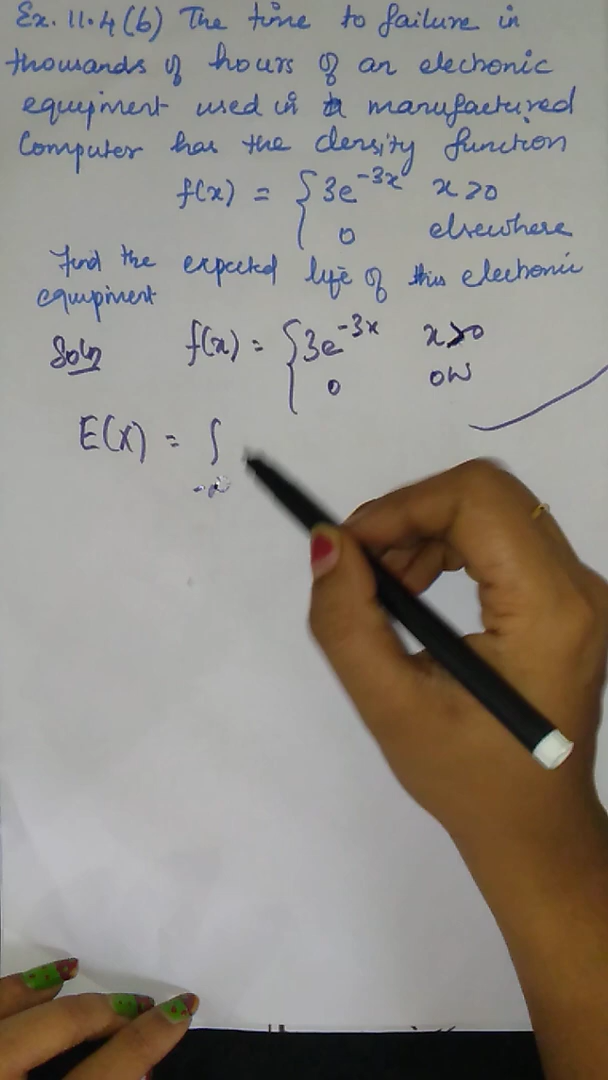 Ex. 11.4(b) The time to failure in
thousands of hours of an electronic
equipment used in a manufactured
Computer has the density function
f(x) = { 3e^{-3x} x > 0
0 elsewhere
Find the expected life of this electronic
equipment
Soln f(x) = { 3e^{-3x} x > 0
0 OW
E(X) = ∫
-∞